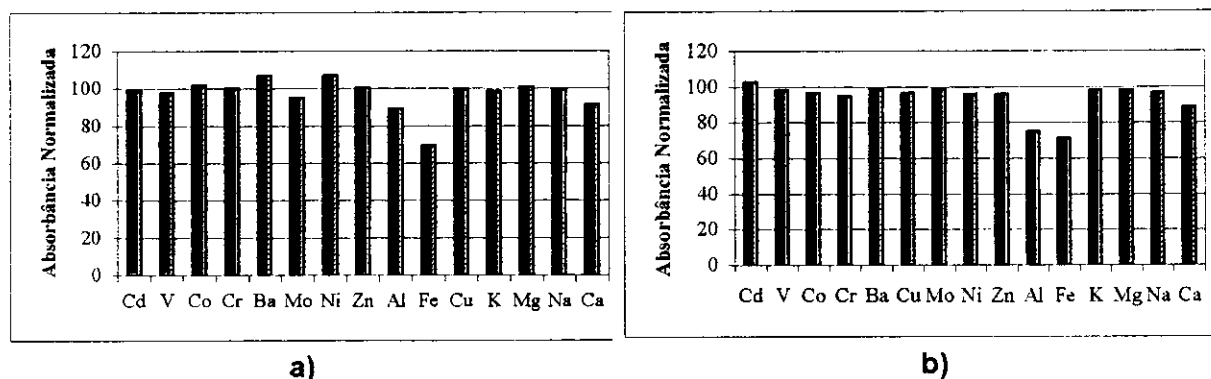 Absorbância Normalizada
120
100
80
60
40
20
0
Cd V Co Cr Ba Mo Ni Zn Al Fe Cu K Mg Na Ca
a)
Absorbância Normalizada
120
100
80
60
40
20
0
Cd V Co Cr Ba Cu Mo Ni Zn Al Fe K Mg Na Ca
b)